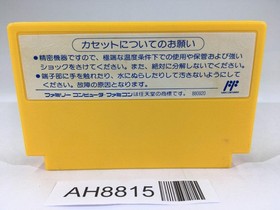 カセットについてのお願い
●精密機器ですので、極端な温度条件下での使用や保管および強い
ショックをさけてください。また、絶対に分解しないでください。
●端子部に手を触れたり、水にぬらしたりして汚さないようにして
ください。故障の原因となります。
ファミリーコンピュータ ファミコンは任天堂の商標です。
AH8815